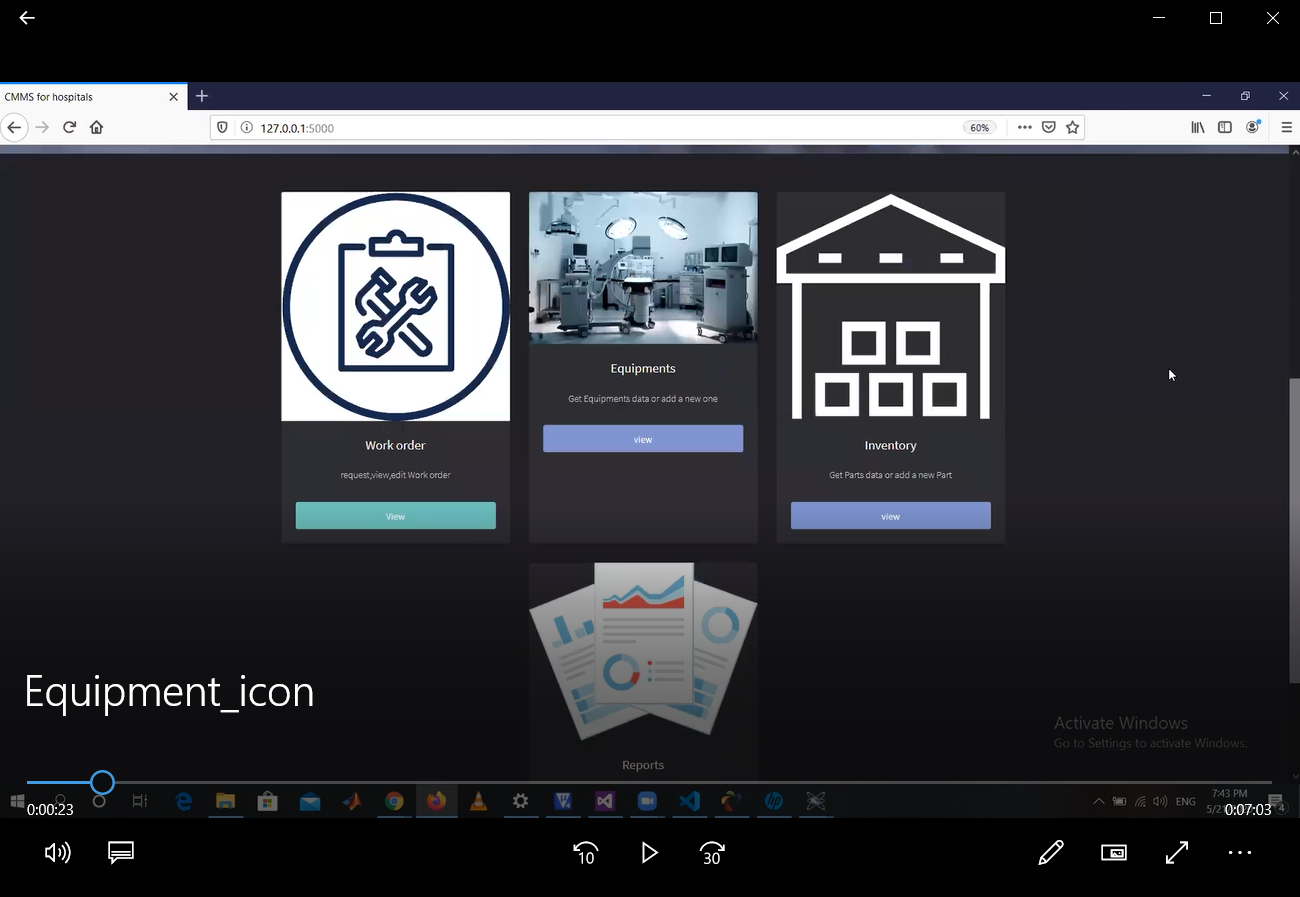 CMMS for hospitals
127.0.0.1:5000
60%
Equipments
Get Equipments data or add a new one
view
Work order
request,view,edit Work order
View
Inventory
Get Parts data or add a new Part
view
Reports
Equipment_icon
Activate Windows
Go to Settings to activate Windows.
ENG
7:43 PM
0:00:23
0:07:03
4
10
30